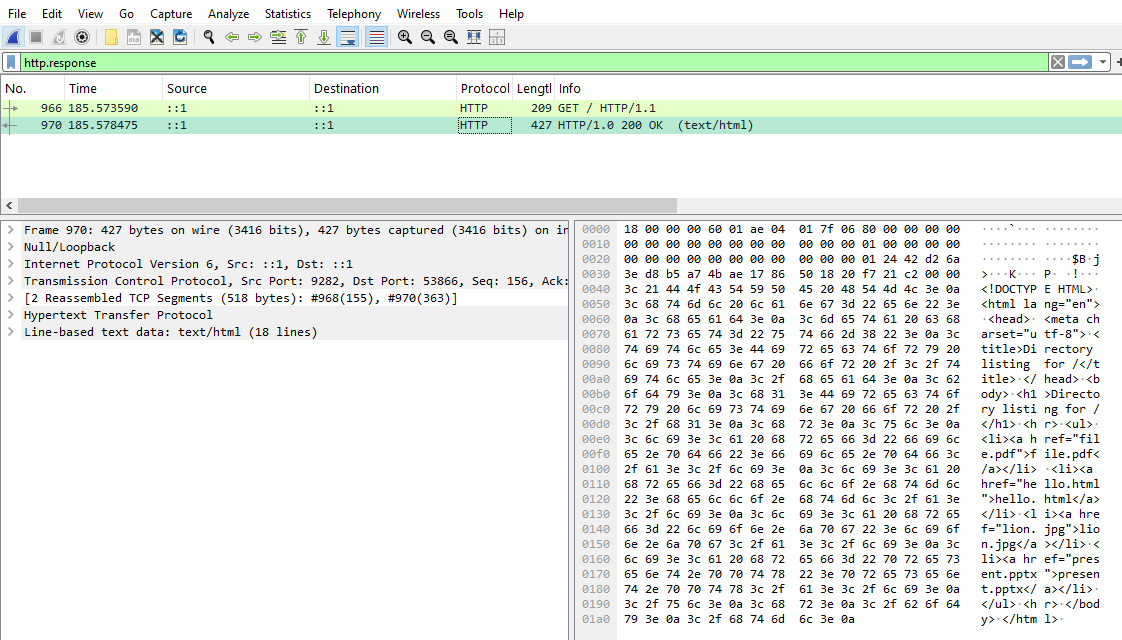 File Edit View Go Capture Analyze Statistics Telephony Wireless Tools Help
http.response
No. Time Source Destination Protocol Lengtl Info
966 185.573590 ::1 ::1 HTTP 209 GET / HTTP/1.1
970 185.578475 ::1 ::1 HTTP 427 HTTP/1.0 200 OK (text/html)
Frame 970: 427 bytes on wire (3416 bits), 427 bytes captured (3416 bits) on in
Null/Loopback
Internet Protocol Version 6, Src: ::1, Dst: ::1
Transmission Control Protocol, Src Port: 9282, Dst Port: 53866, Seq: 156, Ack:
[2 Reassembled TCP Segments (518 bytes): #968(155), #970(363)]
Hypertext Transfer Protocol
Line-based text data: text/html (18 lines)
0000 18 00 00 00 60 01 ae 04 01 7f 06 80 00 00 00 00 ····`··· ········
0010 00 00 00 00 00 00 00 00 00 00 00 01 00 00 00 00 ········ ········
0020 00 00 00 00 00 00 00 00 00 00 00 01 24 42 d2 6a ········ ····$B·j
0030 3e d8 b5 a7 4b ae 17 86 50 18 20 f7 21 c2 00 00 >···K··· P· ·!···
0040 3c 21 44 4f 43 54 59 50 45 20 48 54 4d 4c 3e 0a <!DOCTYP E HTML>·
0050 3c 68 74 6d 6c 20 6c 61 6e 67 3d 22 65 6e 22 3e <html la ng="en">
0060 0a 3c 68 65 61 64 3e 0a 3c 6d 65 74 61 20 63 68 ·<head>· <meta ch
0070 61 72 73 65 74 3d 22 75 74 66 2d 38 22 3e 0a 3c arset="u tf-8">·<
0080 74 69 74 6c 65 3e 44 69 72 65 63 74 6f 72 79 20 title>Di rectory
0090 6c 69 73 74 69 6e 67 20 66 6f 72 20 2f 3c 2f 74 listing for /</t
00a0 69 74 6c 65 3e 0a 3c 2f 68 65 61 64 3e 0a 3c 62 itle>·</ head>·<b
00b0 6f 64 79 3e 0a 3c 68 31 3e 44 69 72 65 63 74 6f ody>·<h1 >Directo
00c0 72 79 20 6c 69 73 74 69 6e 67 20 66 6f 72 20 2f ry listi ng for /
00d0 3c 2f 68 31 3e 0a 3c 68 72 3e 0a 3c 75 6c 3e 0a </h1>·<h r>·<ul>·
00e0 3c 6c 69 3e 3c 61 20 68 72 65 66 3d 22 66 69 6c <li><a h ref="fil
00f0 65 2e 70 64 66 22 3e 66 69 6c 65 2e 70 64 66 3c e.pdf">f ile.pdf<
0100 2f 61 3e 3c 2f 6c 69 3e 0a 3c 6c 69 3e 3c 61 20 /a></li> ·<li><a
0110 68 72 65 66 3d 22 68 65 6c 6c 6f 2e 68 74 6d 6c href="he llo.html
0120 22 3e 68 65 6c 6c 6f 2e 68 74 6d 6c 3c 2f 61 3e ">hello. html</a>
0130 3c 2f 6c 69 3e 0a 3c 6c 69 3e 3c 61 20 68 72 65 </li>·<l i><a hre
0140 66 3d 22 6c 69 6f 6e 2e 6a 70 67 22 3e 6c 69 6f f="lion. jpg">lio
0150 6e 2e 6a 70 67 3c 2f 61 3e 3c 2f 6c 69 3e 0a 3c n.jpg</a ></li>·<
0160 6c 69 3e 3c 61 20 68 72 65 66 3d 22 70 72 65 73 li><a hr ef="pres
0170 65 6e 74 2e 70 70 74 78 22 3e 70 72 65 73 65 6e ent.pptx ">presen
0180 74 2e 70 70 74 78 3c 2f 61 3e 3c 2f 6c 69 3e 0a t.pptx</ a></li>·
0190 3c 2f 75 6c 3e 0a 3c 68 72 3e 0a 3c 2f 62 6f 64 </ul>·<h r>·</bod
01a0 79 3e 0a 3c 2f 68 74 6d 6c 3e 0a y>·</htm l>·